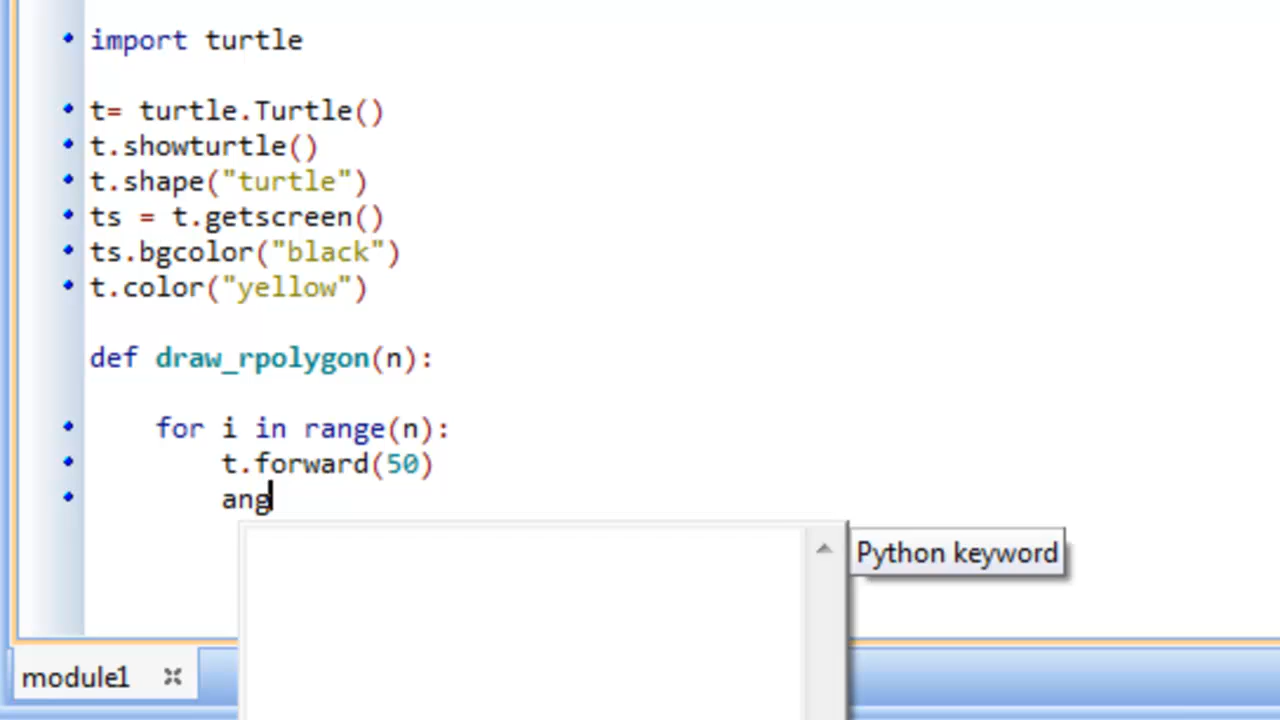 import turtle
t= turtle.Turtle()
t.showturtle()
t.shape("turtle")
ts = t.getscreen()
ts.bgcolor("black")
t.color("yellow")
def draw_rpolygon(n):
    for i in range(n):
        t.forward(50)
        ang
Python keyword
module1